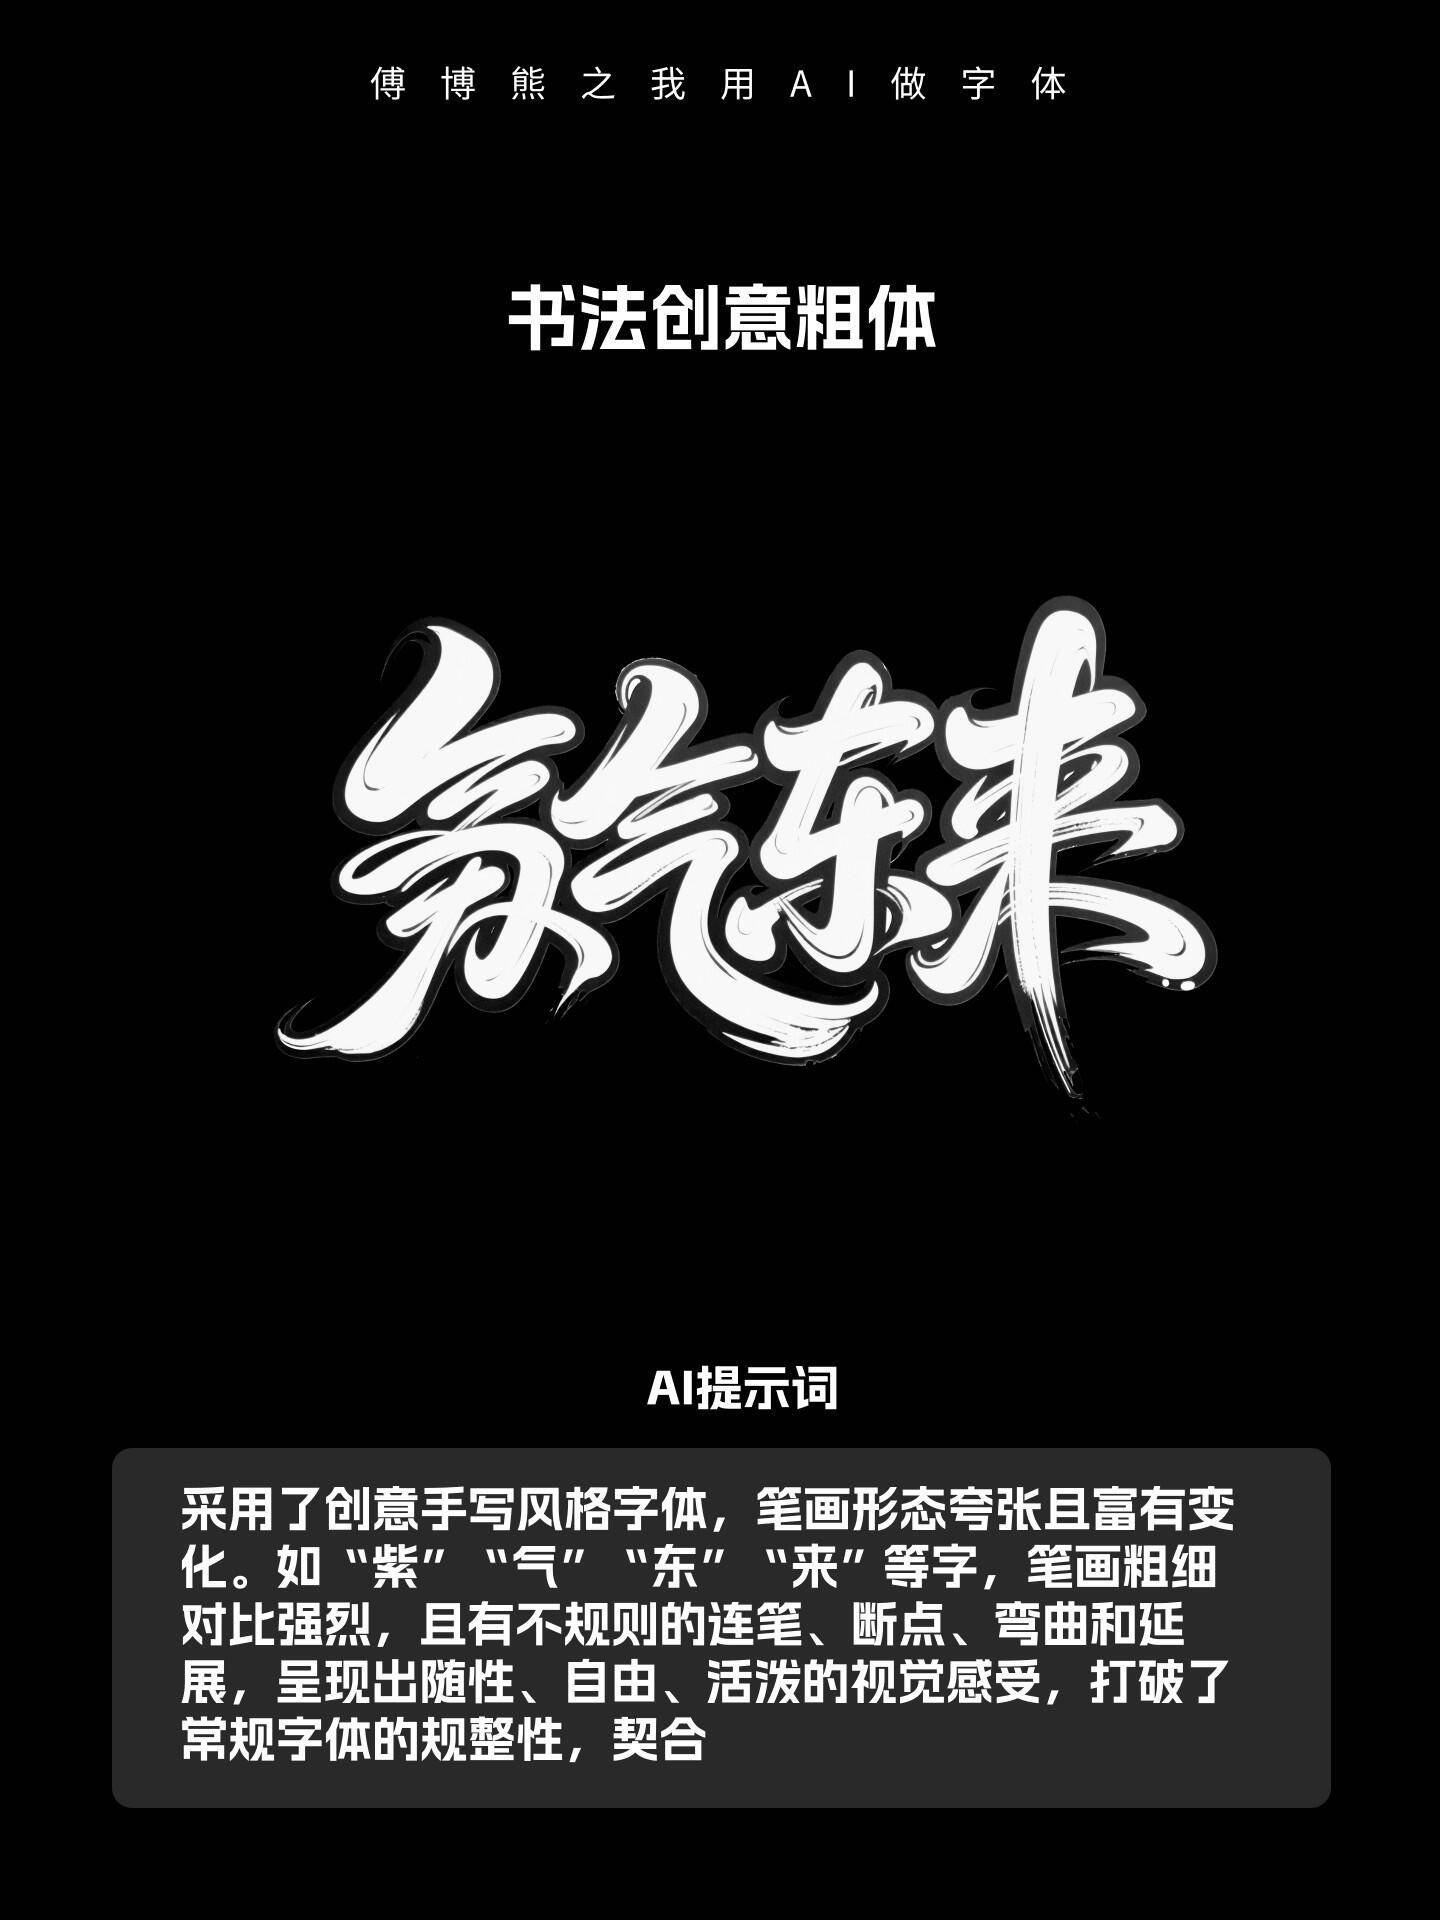 傅博熊之我用AI做字体
书法创意粗体
气东来
AI提示词
采用了创意手写风格字体，笔画形态夸张且富有变
化。如“紫”“气”“东”“来”等字，笔画粗细
对比强烈，且有不规则的连笔、断点、弯曲和延
展，呈现出随性、自由、活泼的视觉感受，打破了
常规字体的规整性，契合